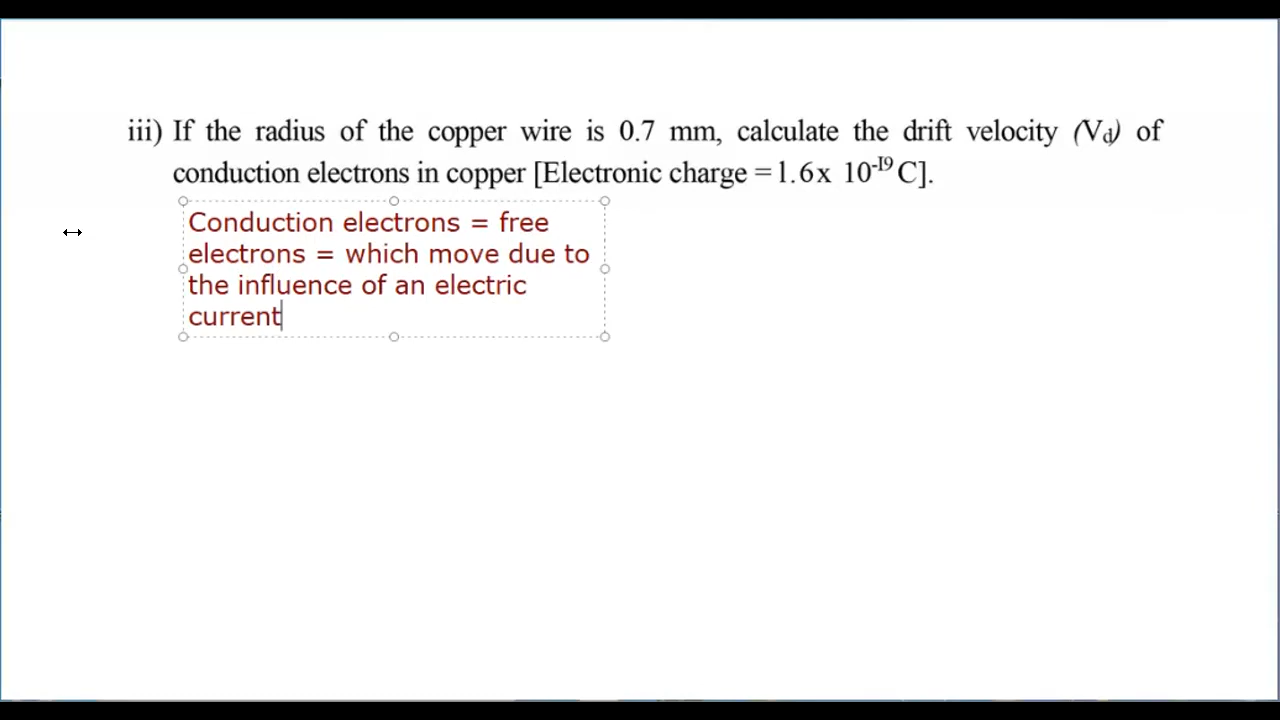 iii) If the radius of the copper wire is 0.7 mm, calculate the drift velocity (Vd) of
conduction electrons in copper [Electronic charge = 1.6x 10-19 C].
Conduction electrons = free
electrons = which move due to
the influence of an electric
current